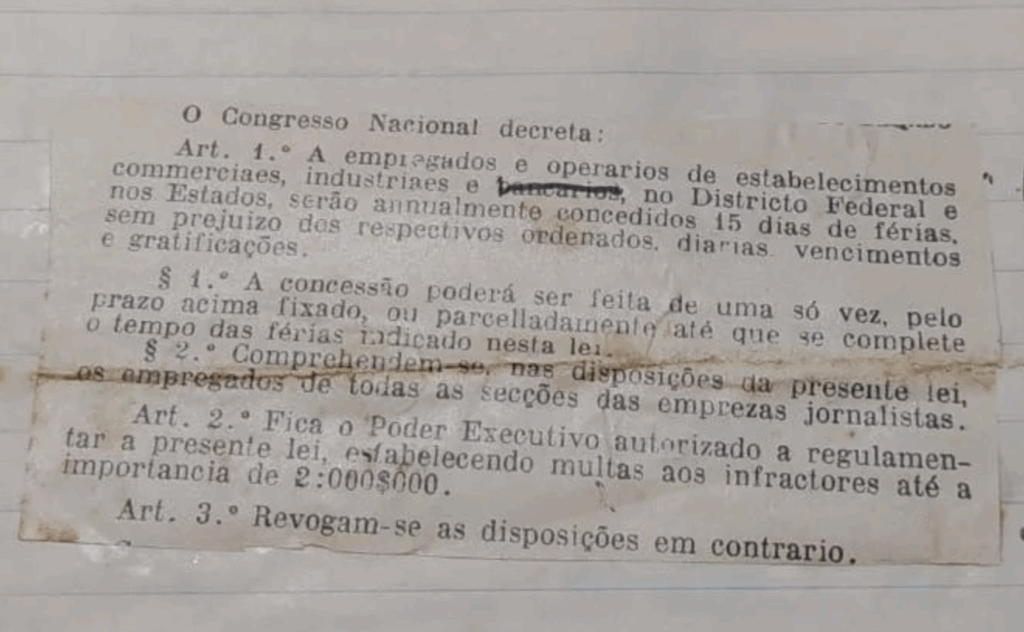 O Congresso Nacional decreta:
Art. 1.º A empregados e operarios de estabelecimentos
commerciaes, industriaes e bancarios, no Districto Federal e
nos Estados, serão annualmente concedidos 15 dias de férias,
sem prejuizo dos respectivos ordenados, diarias vencimentos
e gratificações.
§ 1.º A concessão poderá ser feita de uma só vez, pelo
prazo acima fixado, ou parcelladamente até que se complete
o tempo das férias indicado nesta lei.
§ 2.º Comprehendem-se, nas disposições da presente lei,
os empregados de todas as secções das emprezas jornalistas.
Art. 2.º Fica o Poder Executivo autorizado a regulamen-
tar a presente lei, estabelecendo multas aos infractores até a
importancia de 2:000$000.
Art. 3.º Revogam-se as disposições em contrario.